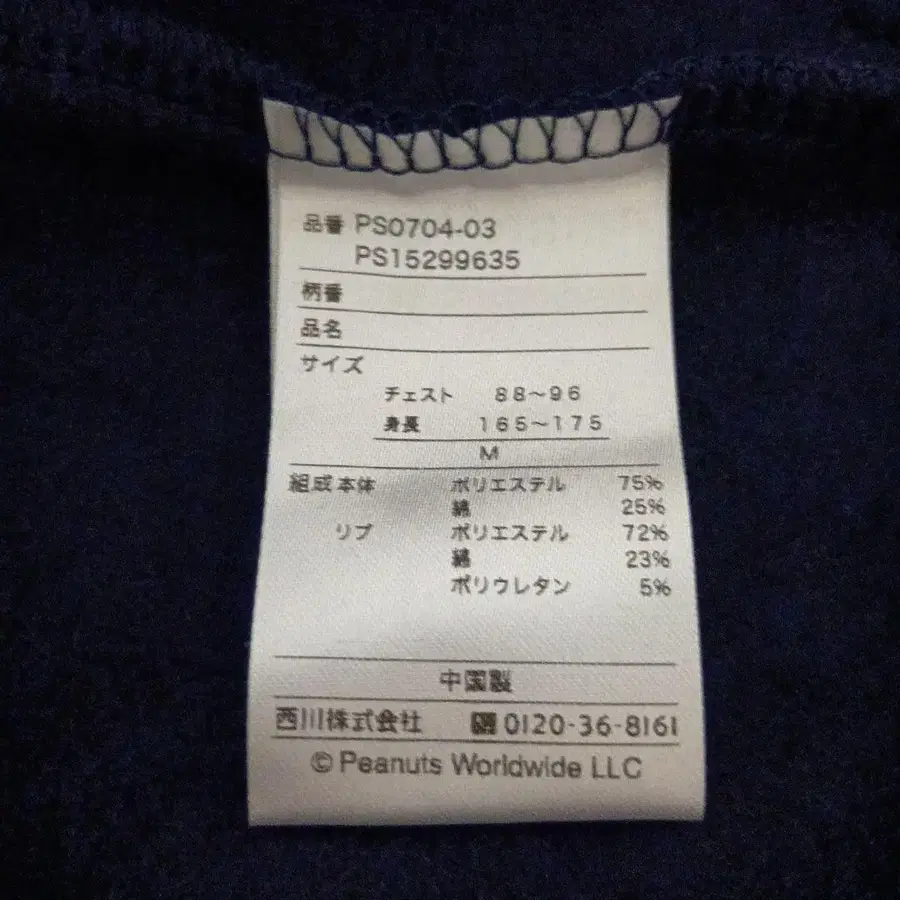 品番 PS0704-03
PS15299635
柄番
品名
サイズ
チェスト 88～96
身長 165～175
M
組成 本体 ポリエステル 75%
綿 25%
リブ ポリエステル 72%
綿 23%
ポリウレタン 5%
中国製
西川株式会社 0120-36-8161
© Peanuts Worldwide LLC